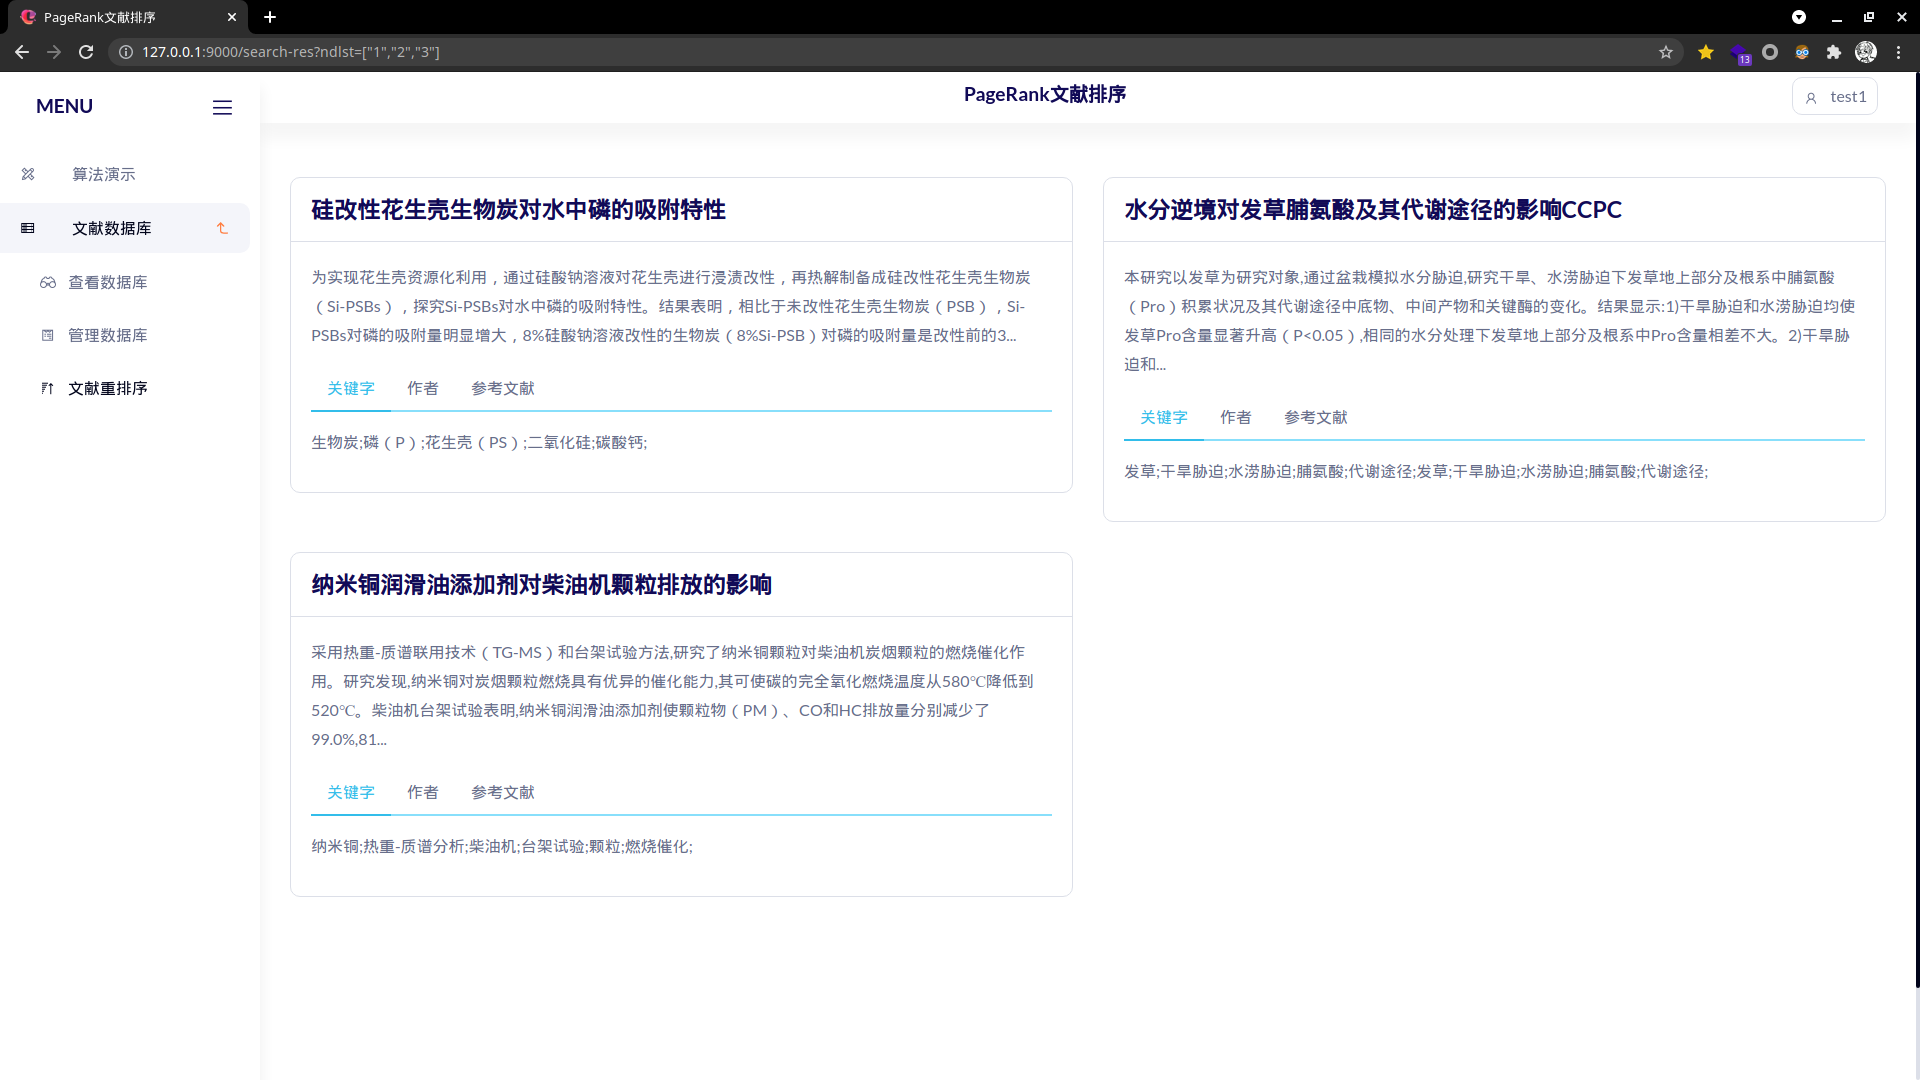 PageRank文献排序
127.0.0.1:9000/search-res?ndlst=["1","2","3"]
13
MENU
PageRank文献排序
test1
算法演示
文献数据库
查看数据库
管理数据库
文献重排序
硅改性花生壳生物炭对水中磷的吸附特性
为实现花生壳资源化利用，通过硅酸钠溶液对花生壳进行浸渍改性，再热解制备成硅改性花生壳生物炭
（Si-PSBs），探究Si-PSBs对水中磷的吸附特性。结果表明，相比于未改性花生壳生物炭（PSB），Si-
PSBs对磷的吸附量明显增大，8%硅酸钠溶液改性的生物炭（8%Si-PSB）对磷的吸附量是改性前的3...
关键字 作者 参考文献
生物炭;磷（P）;花生壳（PS）;二氧化硅;碳酸钙;
水分逆境对发草脯氨酸及其代谢途径的影响CCPC
本研究以发草为研究对象,通过盆栽模拟水分胁迫,研究干旱、水涝胁迫下发草地上部分及根系中脯氨酸
（Pro）积累状况及其代谢途径中底物、中间产物和关键酶的变化。结果显示:1)干旱胁迫和水涝胁迫均使
发草Pro含量显著升高（P<0.05）,相同的水分处理下发草地上部分及根系中Pro含量相差不大。2)干旱胁
迫和...
关键字 作者 参考文献
发草;干旱胁迫;水涝胁迫;脯氨酸;代谢途径;发草;干旱胁迫;水涝胁迫;脯氨酸;代谢途径;
纳米铜润滑油添加剂对柴油机颗粒排放的影响
采用热重-质谱联用技术（TG-MS）和台架试验方法,研究了纳米铜颗粒对柴油机炭烟颗粒的燃烧催化作
用。研究发现,纳米铜对炭烟颗粒燃烧具有优异的催化能力,其可使碳的完全氧化燃烧温度从580℃降低到
520℃。柴油机台架试验表明,纳米铜润滑油添加剂使颗粒物（PM）、CO和HC排放量分别减少了
99.0%,81...
关键字 作者 参考文献
纳米铜;热重-质谱分析;柴油机;台架试验;颗粒;燃烧催化;